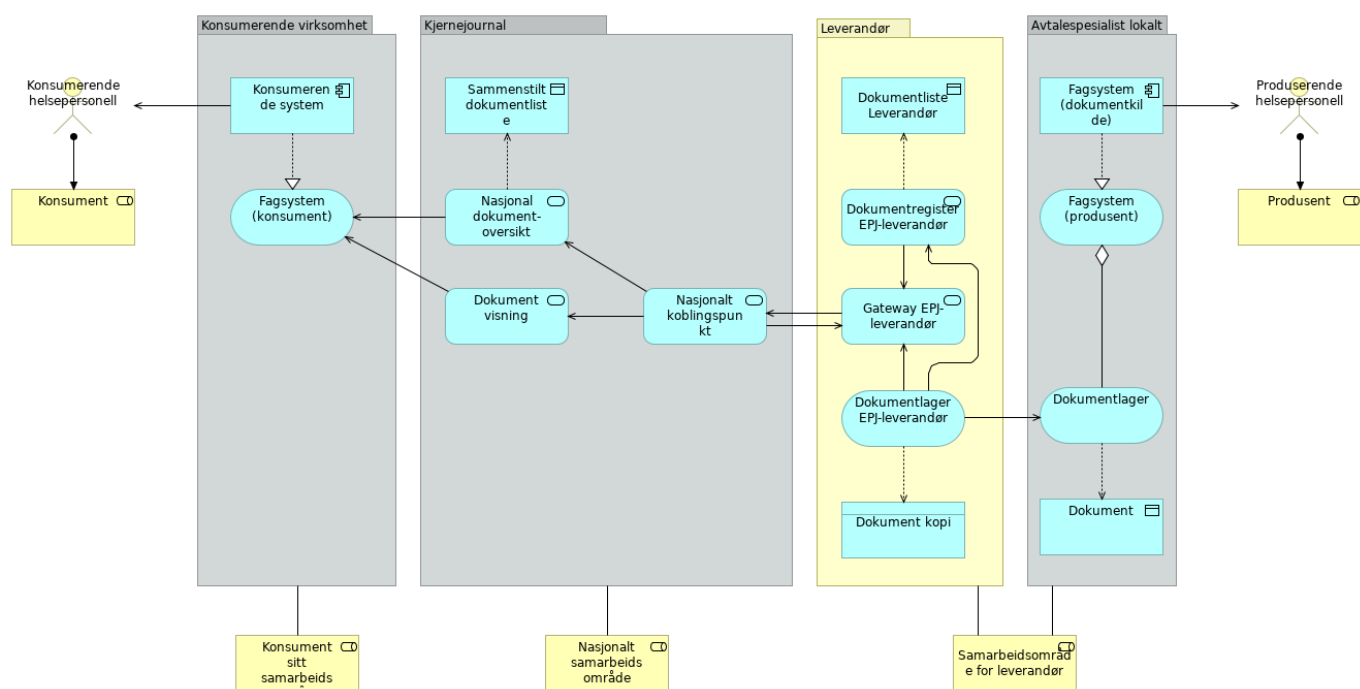 Konsumerende virksomhet
Kjernejournal
Leverandør
Avtalespesialist lokalt
Konsumerende
helsepersonell
Konsumeren
de system
Sammenstilt
dokumentlist
e
Dokumentliste
Leverandør
Fagsystem
(dokumentkil
de)
Produserende
helsepersonell
Konsument
Fagsystem
(konsument)
Nasjonal
dokument-
oversikt
Dokumentregister
EPJ-leverandør
Fagsystem
(produsent)
Produsent
Dokument
visning
Nasjonalt
koblingspun
kt
Gateway EPJ-
leverandør
Dokumentlager
EPJ-leverandør
Dokumentlager
Dokument kopi
Dokument
Konsument
sitt
samarbeids
Nasjonalt
samarbeids
område
Samarbeidsområd
e for leverandør